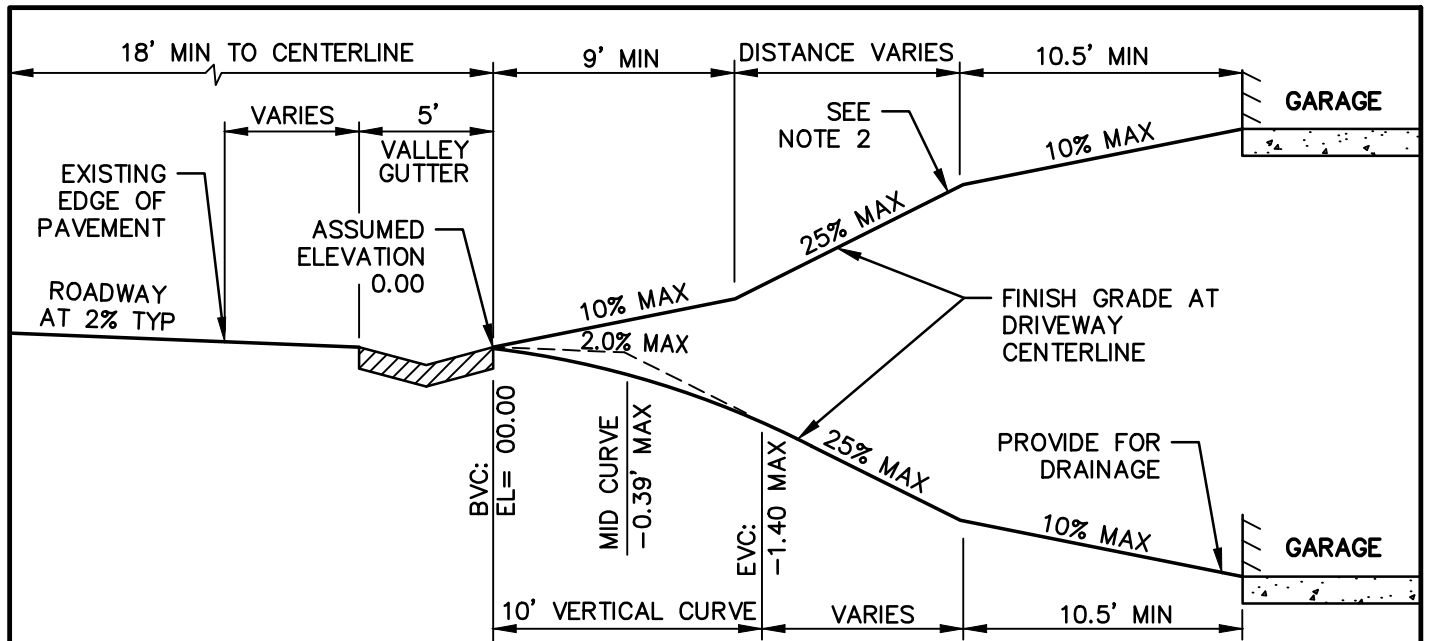 18' MIN TO CENTERLINE
9' MIN
DISTANCE VARIES
10.5' MIN
VARIES
5'
VALLEY
GUTTER
SEE
NOTE 2
GARAGE
10% MAX
EXISTING
EDGE OF
PAVEMENT
ASSUMED
ELEVATION
0.00
25% MAX
ROADWAY
AT 2% TYP
10% MAX
2.0% MAX
FINISH GRADE AT
DRIVEWAY
CENTERLINE
BVC:
EL= 00.00
MID CURVE
-0.39' MAX
EVC:
-1.40 MAX
25% MAX
PROVIDE FOR
DRAINAGE
10% MAX
GARAGE
10' VERTICAL CURVE
VARIES
10.5' MIN